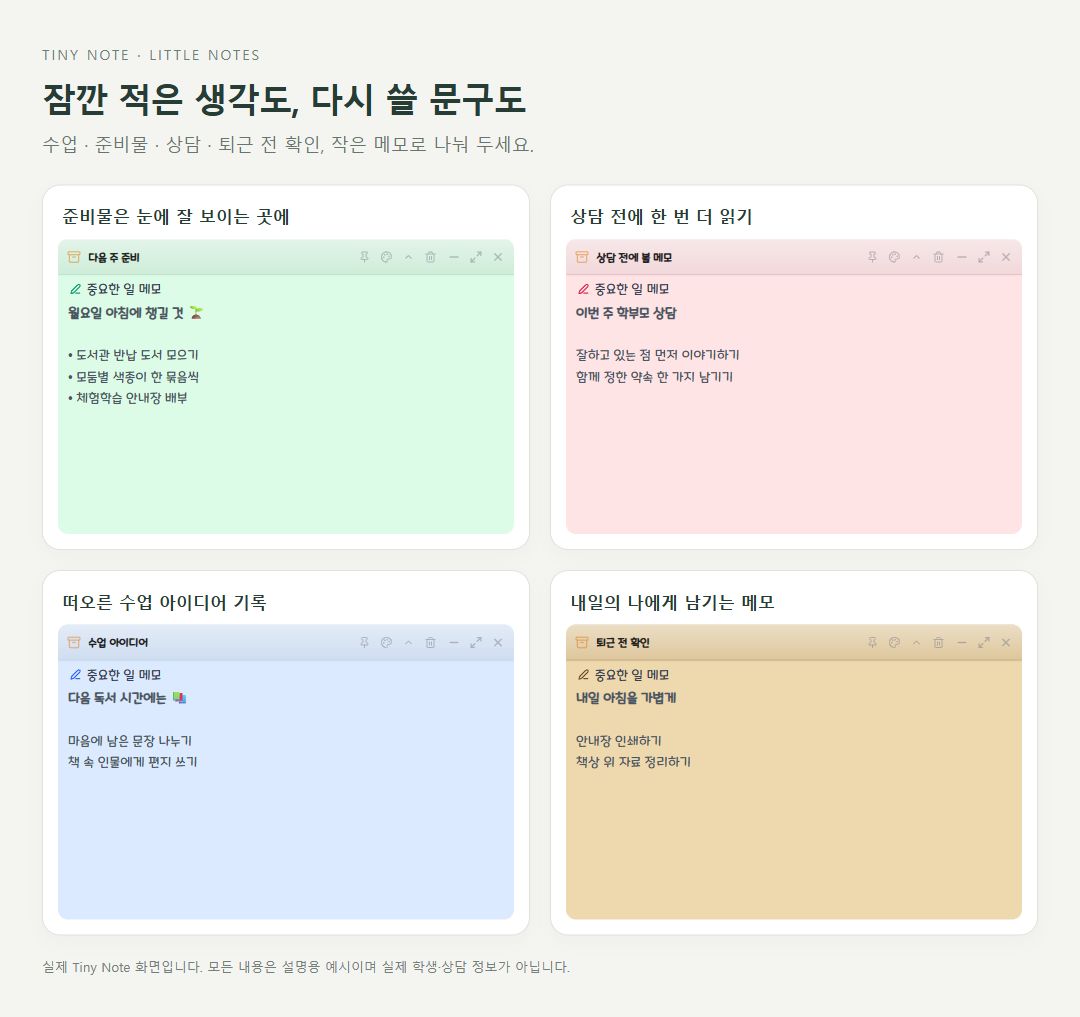 TINY NOTE · LITTLE NOTES
잠깐 적은 생각도, 다시 쓸 문구도
수업 · 준비물 · 상담 · 퇴근 전 확인, 작은 메모로 나눠 두세요.
준비물은 눈에 잘 보이는 곳에
다음 주 준비
중요한 일 메모
월요일 아침에 챙길 것 🌱
• 도서관 반납 도서 모으기
• 모둠별 색종이 한 묶음씩
• 체험학습 안내장 배부
상담 전에 한 번 더 읽기
상담 전에 볼 메모
중요한 일 메모
이번 주 학부모 상담
잘하고 있는 점 먼저 이야기하기
함께 정한 약속 한 가지 남기기
떠오른 수업 아이디어 기록
수업 아이디어
중요한 일 메모
다음 독서 시간에는 📚
마음에 남은 문장 나누기
책 속 인물에게 편지 쓰기
내일의 나에게 남기는 메모
퇴근 전 확인
중요한 일 메모
내일 아침을 가볍게
안내장 인쇄하기
책상 위 자료 정리하기
실제 Tiny Note 화면입니다. 모든 내용은 설명용 예시이며 실제 학생·상담 정보가 아닙니다.